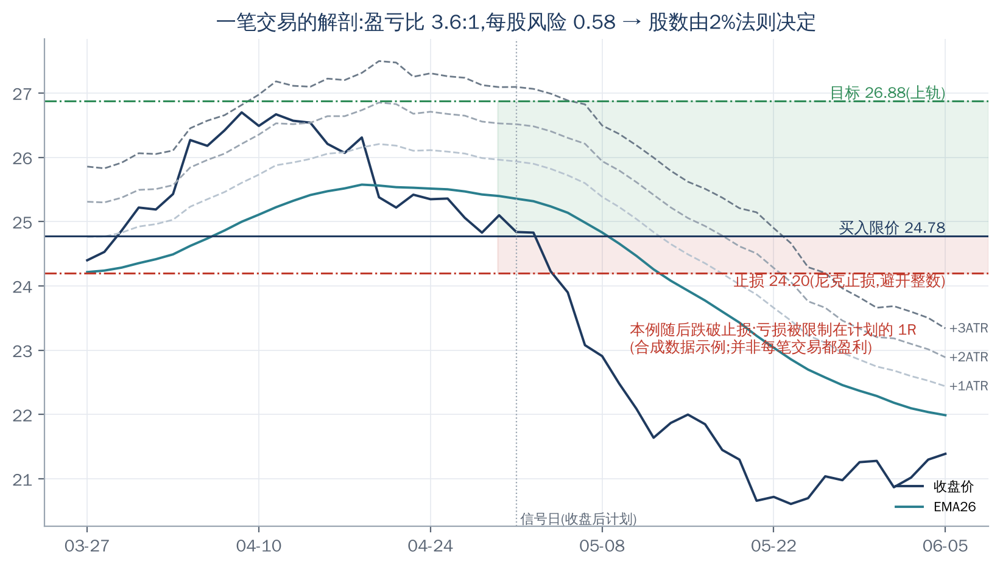 一笔交易的解剖:盈亏比 3.6:1,每股风险 0.58 → 股数由2%法则决定
27
26
25
24
23
22
21
目标 26.88(上轨)
买入限价 24.78
止损 24.20(尼克止损,避开整数)
本例随后跌破止损:亏损被限制在计划的 1R
(合成数据示例;并非每笔交易都盈利)
+3ATR
+2ATR
+1ATR
收盘价
EMA26
信号日(收盘后计划)
03-27
04-10
04-24
05-08
05-22
06-05